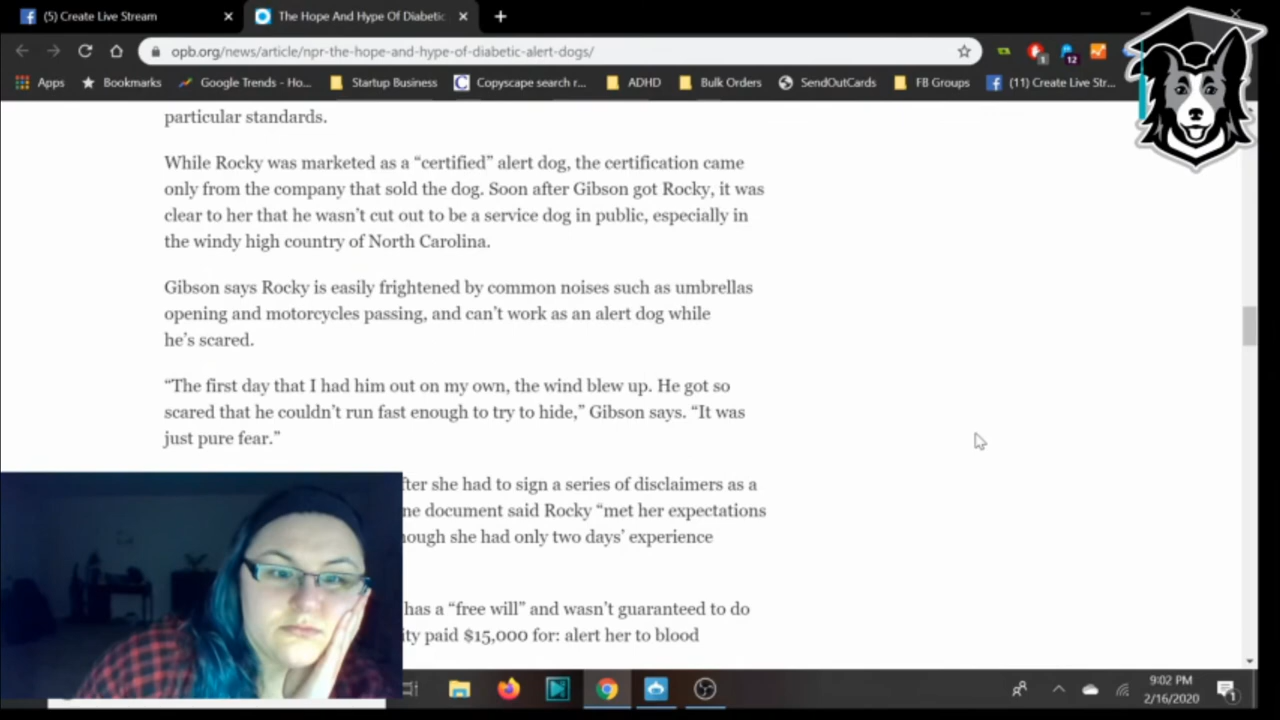 (5) Create Live Stream
The Hope And Hype Of Diabetic
opb.org/news/article/npr-the-hope-and-hype-of-diabetic-alert-dogs/
1
12
Apps
Bookmarks
Google Trends - Ho...
Startup Business
Copyscape search r...
ADHD
Bulk Orders
SendOutCards
FB Groups
(11) Create Live Str...
particular standards.
While Rocky was marketed as a “certified” alert dog, the certification came
only from the company that sold the dog. Soon after Gibson got Rocky, it was
clear to her that he wasn’t cut out to be a service dog in public, especially in
the windy high country of North Carolina.
Gibson says Rocky is easily frightened by common noises such as umbrellas
opening and motorcycles passing, and can’t work as an alert dog while
he’s scared.
“The first day that I had him out on my own, the wind blew up. He got so
scared that he couldn’t run fast enough to try to hide,” Gibson says. “It was
just pure fear.”
fter she had to sign a series of disclaimers as a
ne document said Rocky “met her expectations
hough she had only two days’ experience
has a “free will” and wasn’t guaranteed to do
ity paid $15,000 for: alert her to blood
9:02 PM
2/16/2020
1